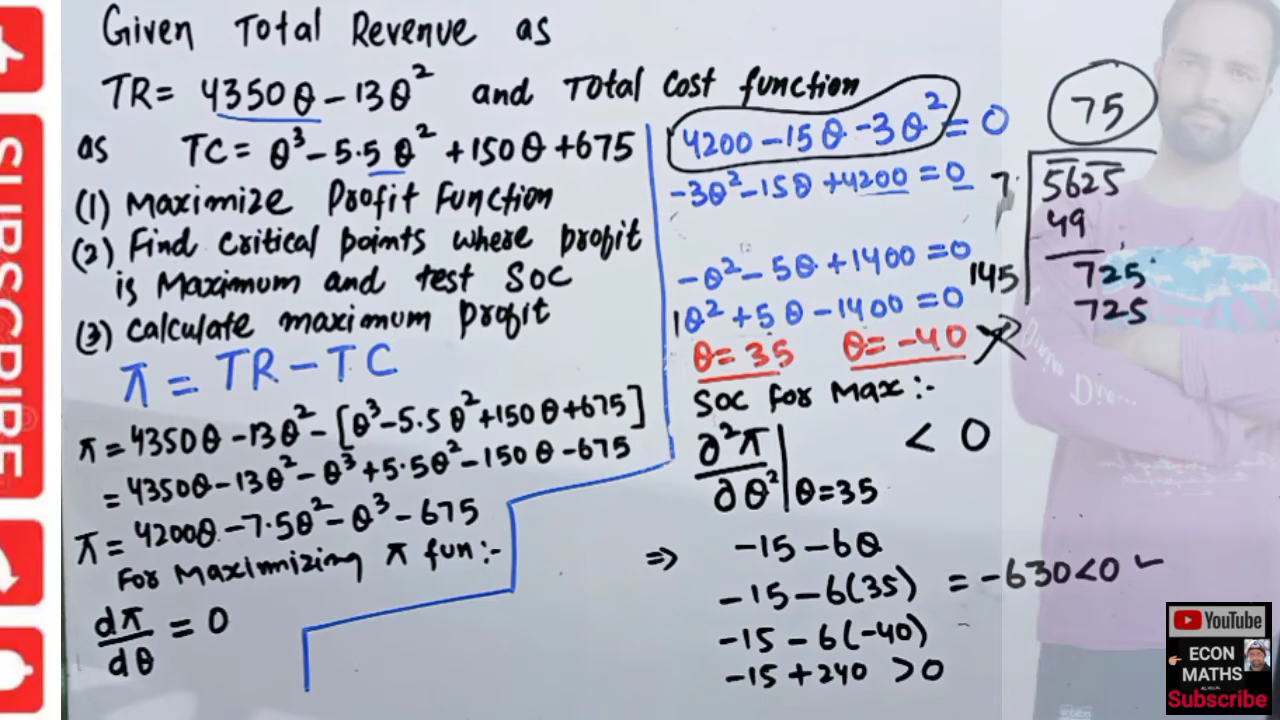 Given Total Revenue as
TR= 4350θ - 13θ² and Total Cost function
as TC= θ³ - 5.5θ² + 150θ + 675
(1) Maximize Profit Function
(2) Find critical points where profit
is Maximum and test SOC
(3) Calculate maximum profit
π = TR - TC
π = 4350θ - 13θ² - [θ³ - 5.5θ² + 150θ + 675]
= 4350θ - 13θ² - θ³ + 5.5θ² - 150θ - 675
π = 4200θ - 7.5θ² - θ³ - 675
For Maximizing π fun:-
dπ/dθ = 0
4200 - 15θ - 3θ² = 0
-3θ² - 15θ + 4200 = 0
-θ² - 5θ + 1400 = 0
1θ² + 5θ - 1400 = 0
θ = 35 θ = -40
SOC For Max:-
∂²π/∂θ² | θ=35 < 0
⇒ -15 - 6θ
-15 - 6(35) = -630<0 ✓
-15 - 6(-40)
-15 + 240 > 0
75
7 5625
49
145 725
725
SUBSCRIBE
YouTube
ECON
MATHS
Subscribe